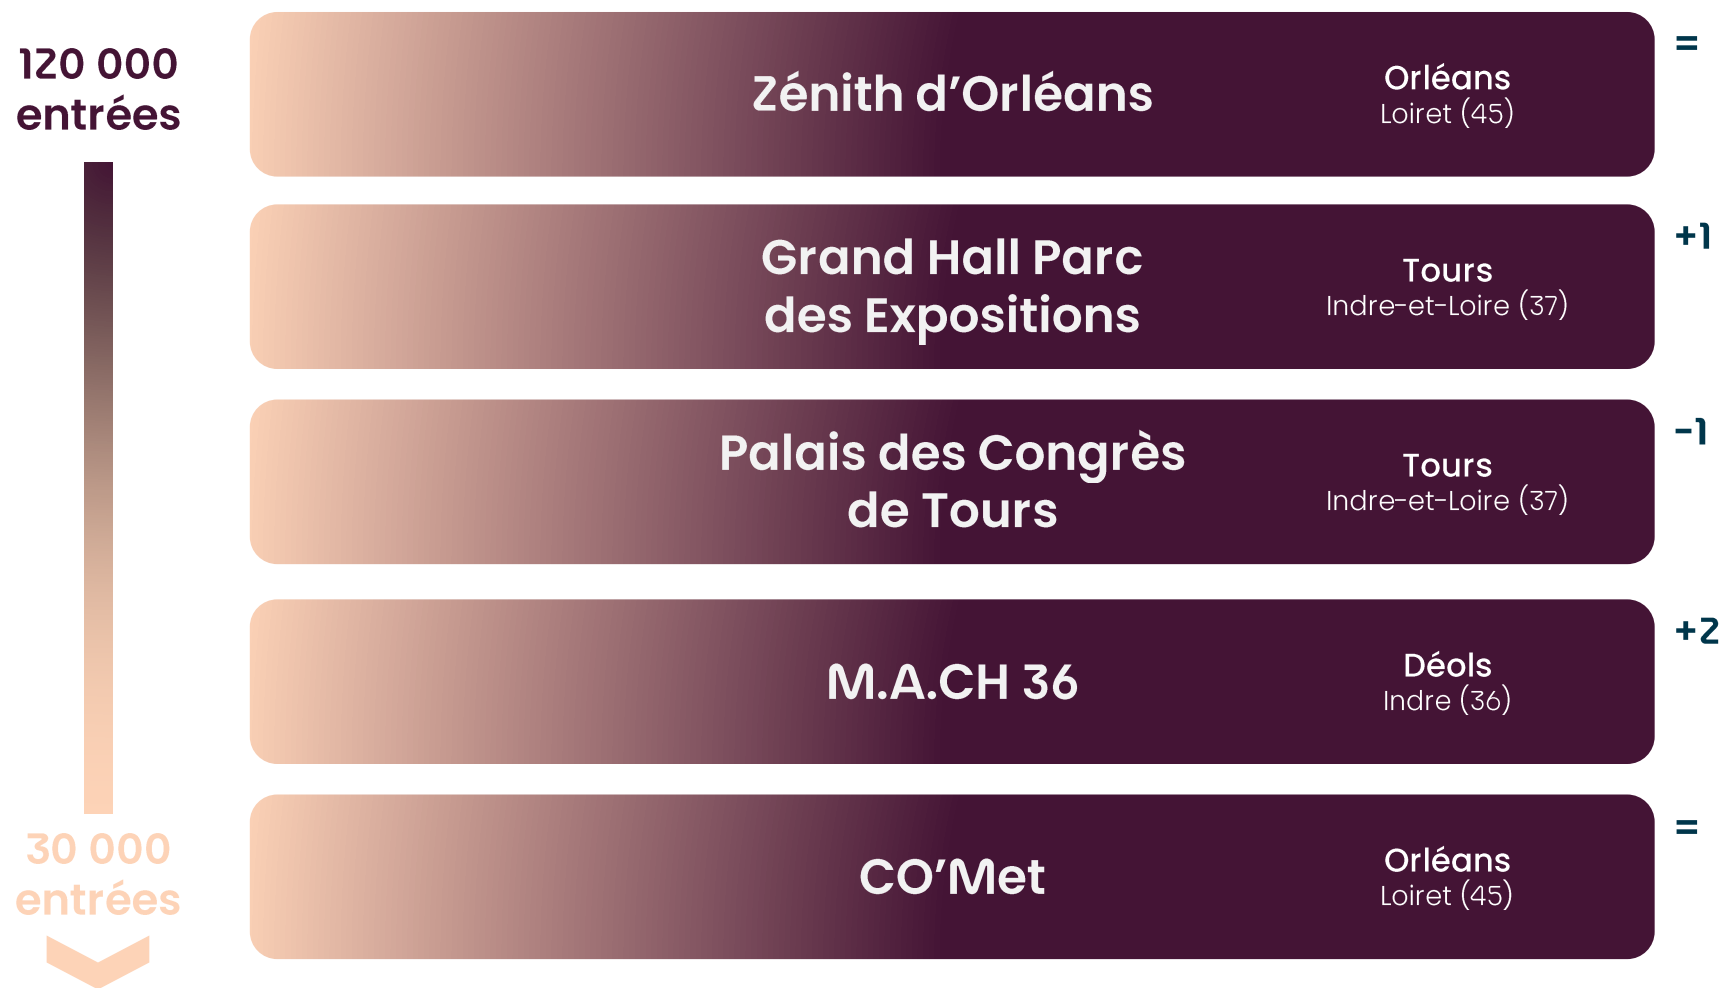 120 000
entrées
Zénith d’Orléans
Orléans
Loiret (45)
=
Grand Hall Parc
des Expositions
Tours
Indre-et-Loire (37)
+1
Palais des Congrès
de Tours
Tours
Indre-et-Loire (37)
-1
M.A.CH 36
Déols
Indre (36)
+2
CO’Met
Orléans
Loiret (45)
=
30 000
entrées